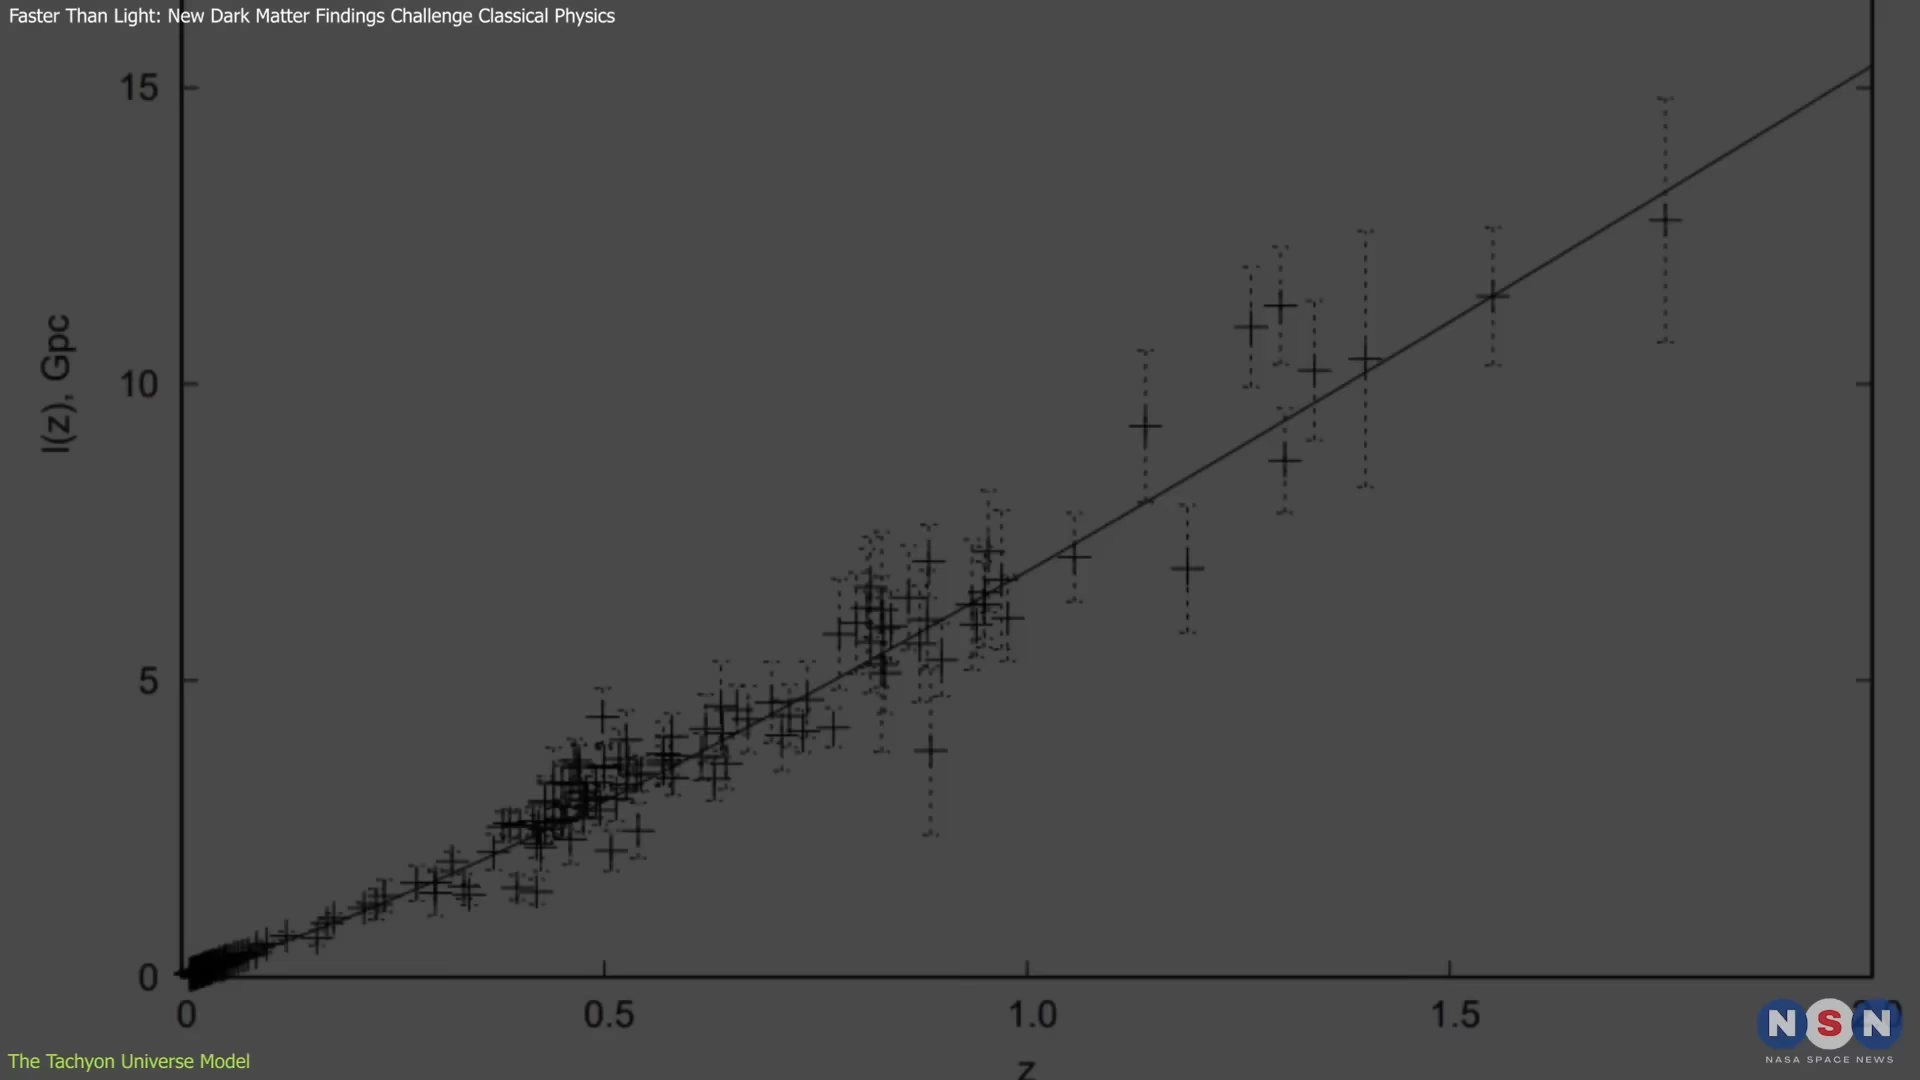 Faster Than Light: New Dark Matter Findings Challenge Classical Physics
15
10
l(z), Gpc
5
0
0 0.5 1.0 1.5
z
The Tachyon Universe Model
NSN
NASA SPACE NEWS